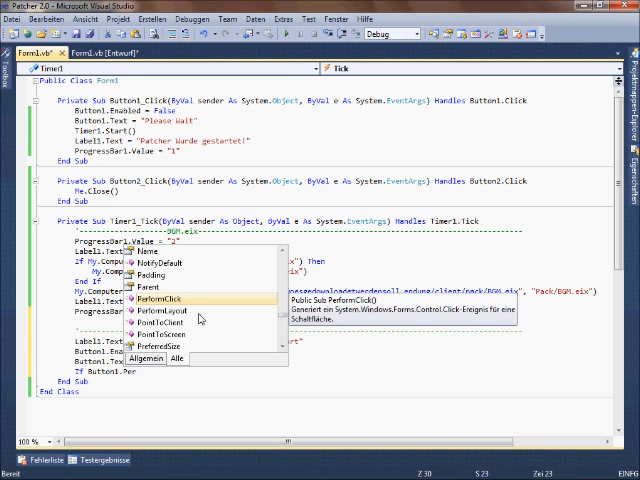 Patcher 2.0 - Microsoft Visual Studio
Datei Bearbeiten Ansicht Projekt Erstellen Debuggen Team Daten Extras Test Fenster Hilfe
Debug
Form1.vb* Form1.vb [Entwurf]*
Timer1 Tick
Public Class Form1
Private Sub Button1_Click(ByVal sender As System.Object, ByVal e As System.EventArgs) Handles Button1.Click
Button1.Enabled = False
Button1.Text = "Please Wait"
Timer1.Start()
Label1.Text = "Patcher Wurde gestartet!"
ProgressBar1.Value = "1"
End Sub
Private Sub Button2_Click(ByVal sender As System.Object, ByVal e As System.EventArgs) Handles Button2.Click
Me.Close()
End Sub
Private Sub Timer1_Tick(ByVal sender As Object, ByVal e As System.EventArgs) Handles Timer1.Tick
'--------------------BGM.eix--------------------
ProgressBar1.Value = "2"
Label1.Text
If My.Compu x") Then
My.Com x")
End If
My.Computer endung/client/pack/BGM.eix", "Pack/BGM.eix")
ProgressBar1
Label1.Text rt"
Button1.Ena
Button1.Tex
If Button1.Per
End Sub
End Class
Name
NotifyDefault
Padding
Parent
PerformClick
PerformLayout
PointToClient
PointToScreen
PreferredSize
Allgemein Alle
Public Sub PerformClick()
Generiert ein System.Windows.Forms.Control.Click-Ereignis für eine
Schaltfläche.
Toolbox
Projektmappen-Explorer
Eigenschaften
100 %
Fehlerliste Testergebnisse
Bereit Z 30 S 23 Zei 23 EINFG